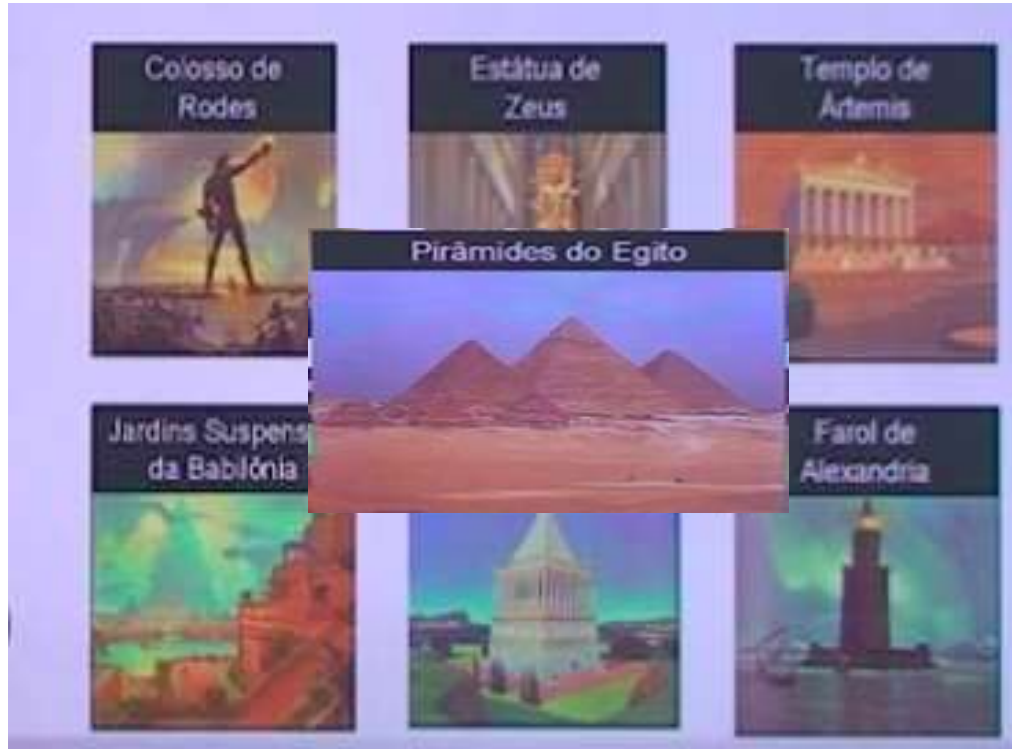 Colosso de
Rodes
Estátua de
Zeus
Templo de
Ártemis
Pirâmides do Egito
Jardins Suspens
da Babilônia
Farol de
Alexandria